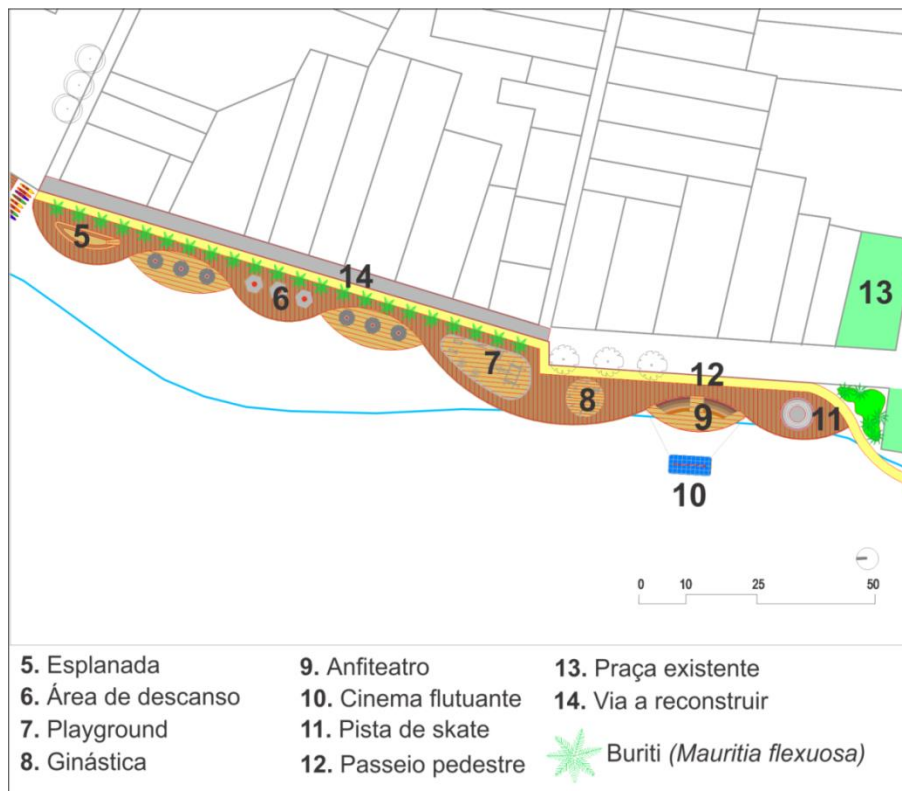 5
14
6
7
13
12
8
9
11
10
0 10 25 50
5. Esplanada
6. Área de descanso
7. Playground
8. Ginástica
9. Anfiteatro
10. Cinema flutuante
11. Pista de skate
12. Passeio pedestre
13. Praça existente
14. Via a reconstruir
Buriti (Mauritia flexuosa)